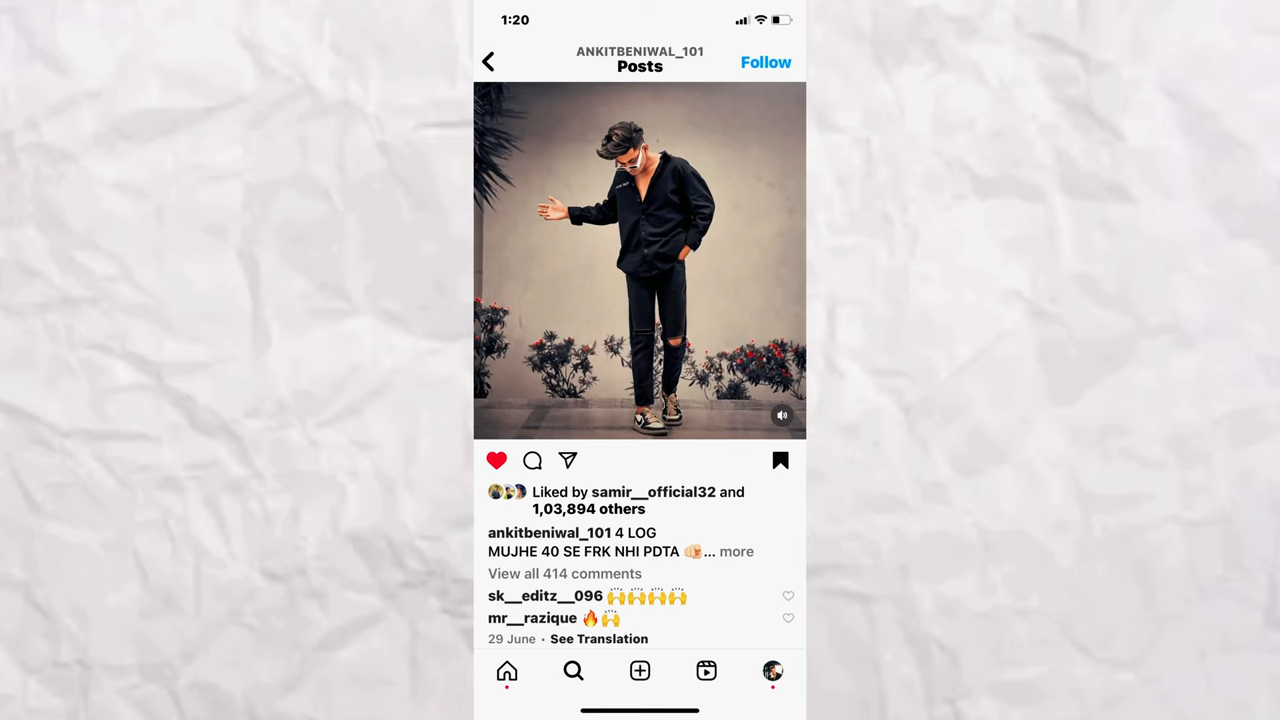 1:20
ANKITBENIWAL_101
Posts
Follow
Liked by samir__official32 and
1,03,894 others
ankitbeniwal_101 4 LOG
MUJHE 40 SE FRK NHI PDTA 🫵🏻... more
View all 414 comments
sk__editz__096 🙌🙌🙌🙌
mr__razique 🔥🙌
29 June • See Translation